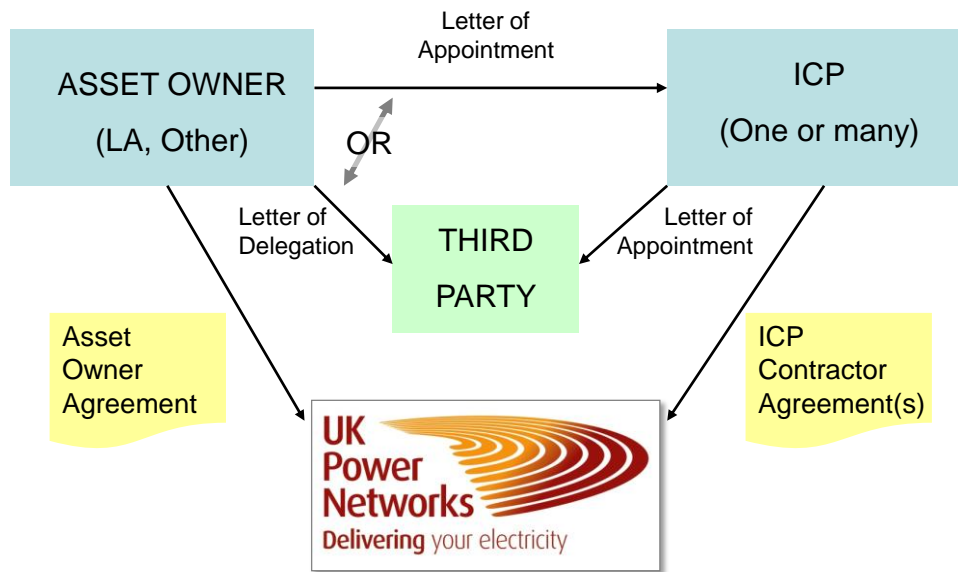 Letter of
Appointment
ASSET OWNER
(LA, Other)
ICP
(One or many)
OR
Letter of
Delegation
THIRD
PARTY
Letter of
Appointment
Asset
Owner
Agreement
ICP
Contractor
Agreement(s)
UK
Power
Networks
Delivering your electricity